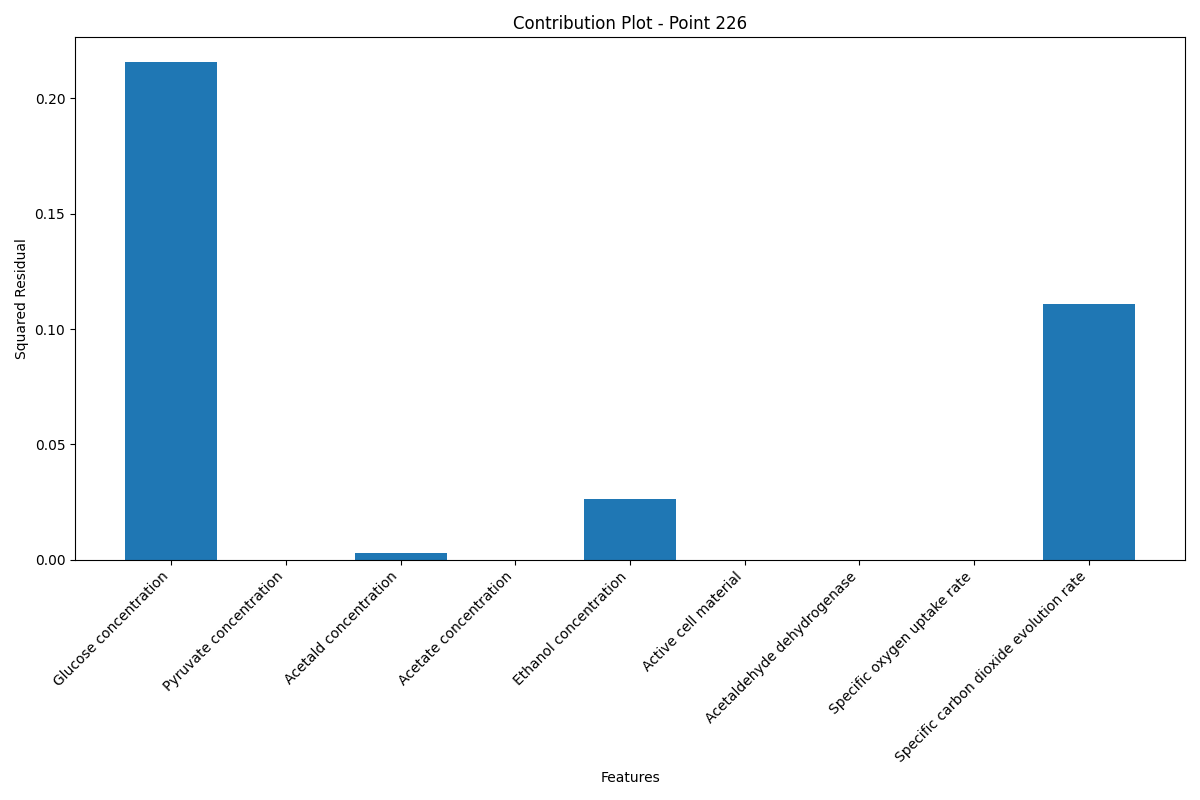 Contribution Plot - Point 226
Squared Residual
0.20
0.15
0.10
0.05
0.00
Glucose concentration
Pyruvate concentration
Acetald concentration
Acetate concentration
Ethanol concentration
Active cell material
Acetaldehyde dehydrogenase
Specific oxygen uptake rate
Specific carbon dioxide evolution rate
Features